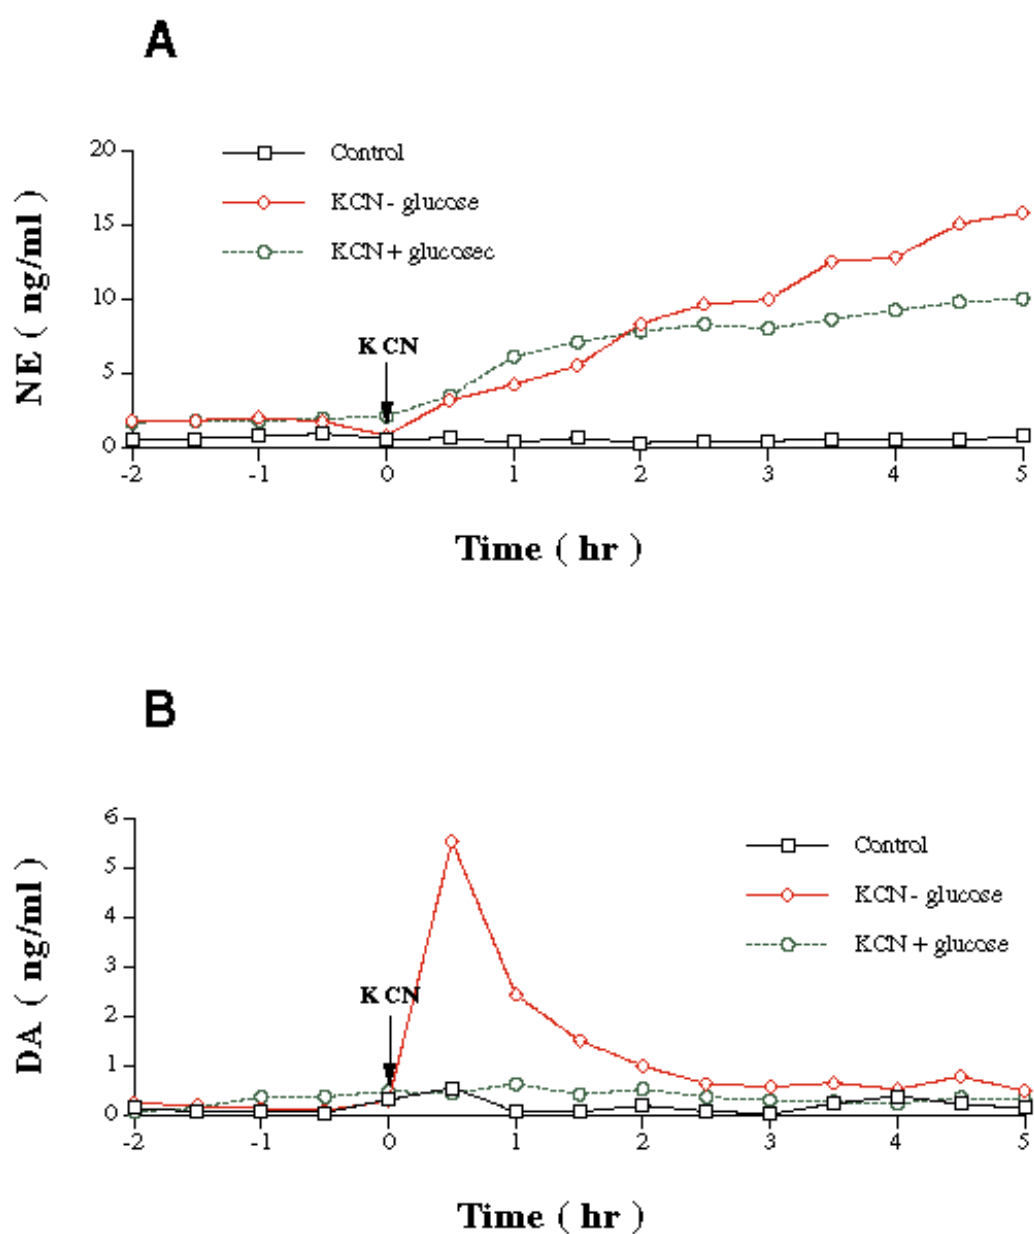 A
20
15
10
5
0
NE ( ng/ml )
Control
KCN - glucose
KCN + glucosec
K CN
-2 -1 0 1 2 3 4 5
Time ( hr )
B
6
5
4
3
2
1
0
DA ( ng/ml )
Control
KCN - glucose
KCN + glucose
K CN
-2 -1 0 1 2 3 4 5
Time ( hr )